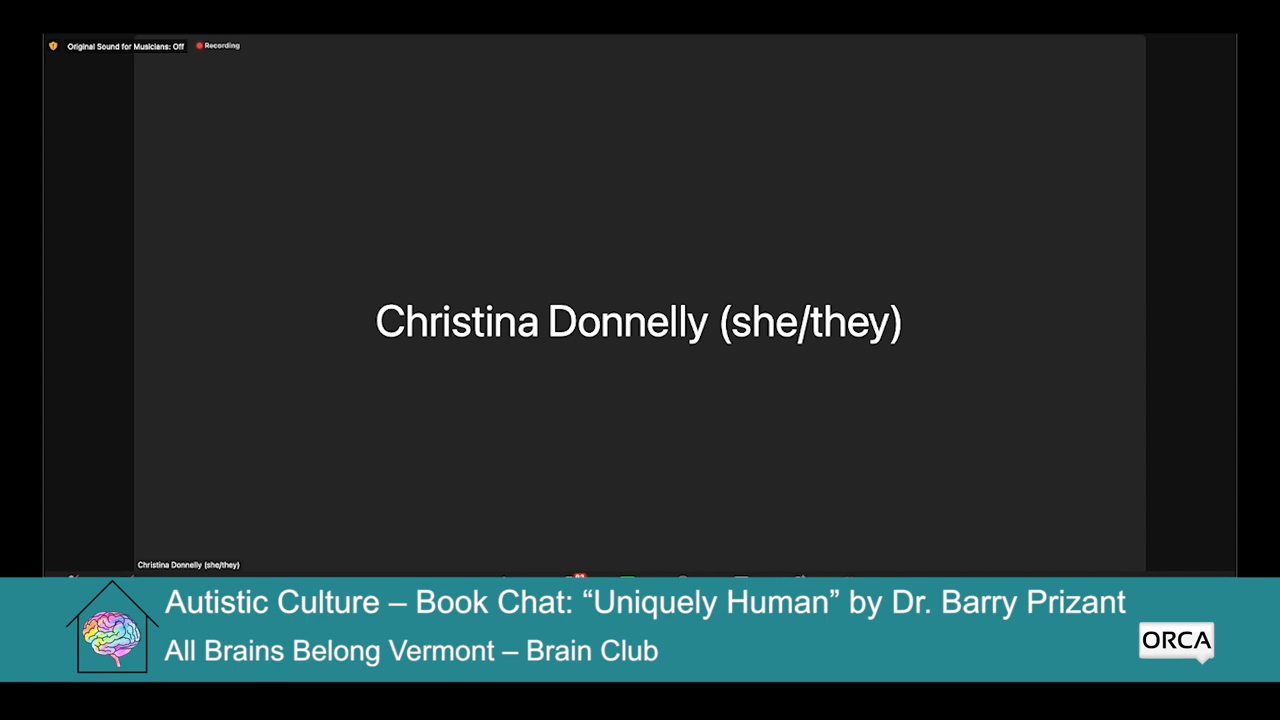 Original Sound for Musicians: Off
Recording
Christina Donnelly (she/they)
Christina Donnelly (she/they)
Autistic Culture – Book Chat: “Uniquely Human” by Dr. Barry Prizant
All Brains Belong Vermont – Brain Club
ORCA